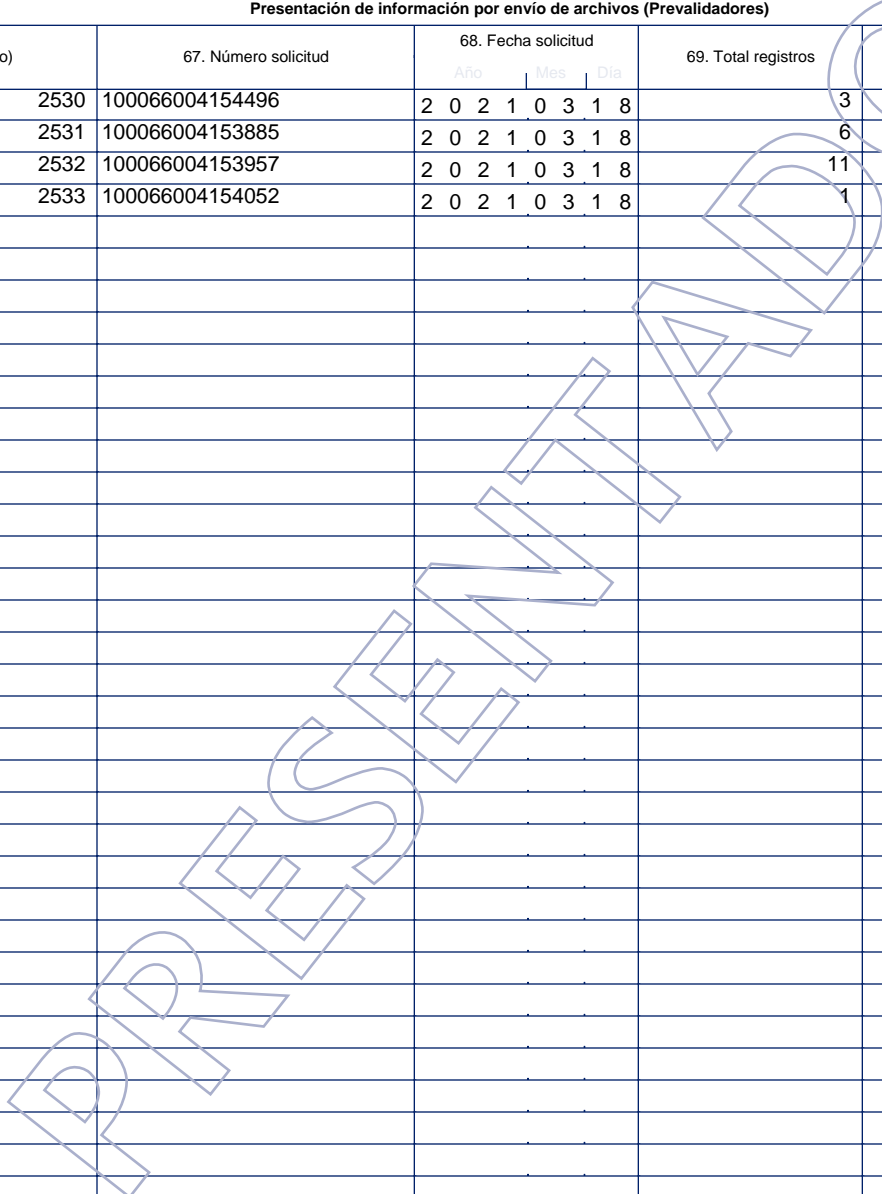 Presentación de información por envío de archivos (Prevalidadores)
o) 67. Número solicitud 68. Fecha solicitud 69. Total registros
Año Mes Día
2530 100066004154496 2 0 2 1 0 3 1 8 3
2531 100066004153885 2 0 2 1 0 3 1 8 6
2532 100066004153957 2 0 2 1 0 3 1 8 11
2533 100066004154052 2 0 2 1 0 3 1 8 1
PRESENTADO